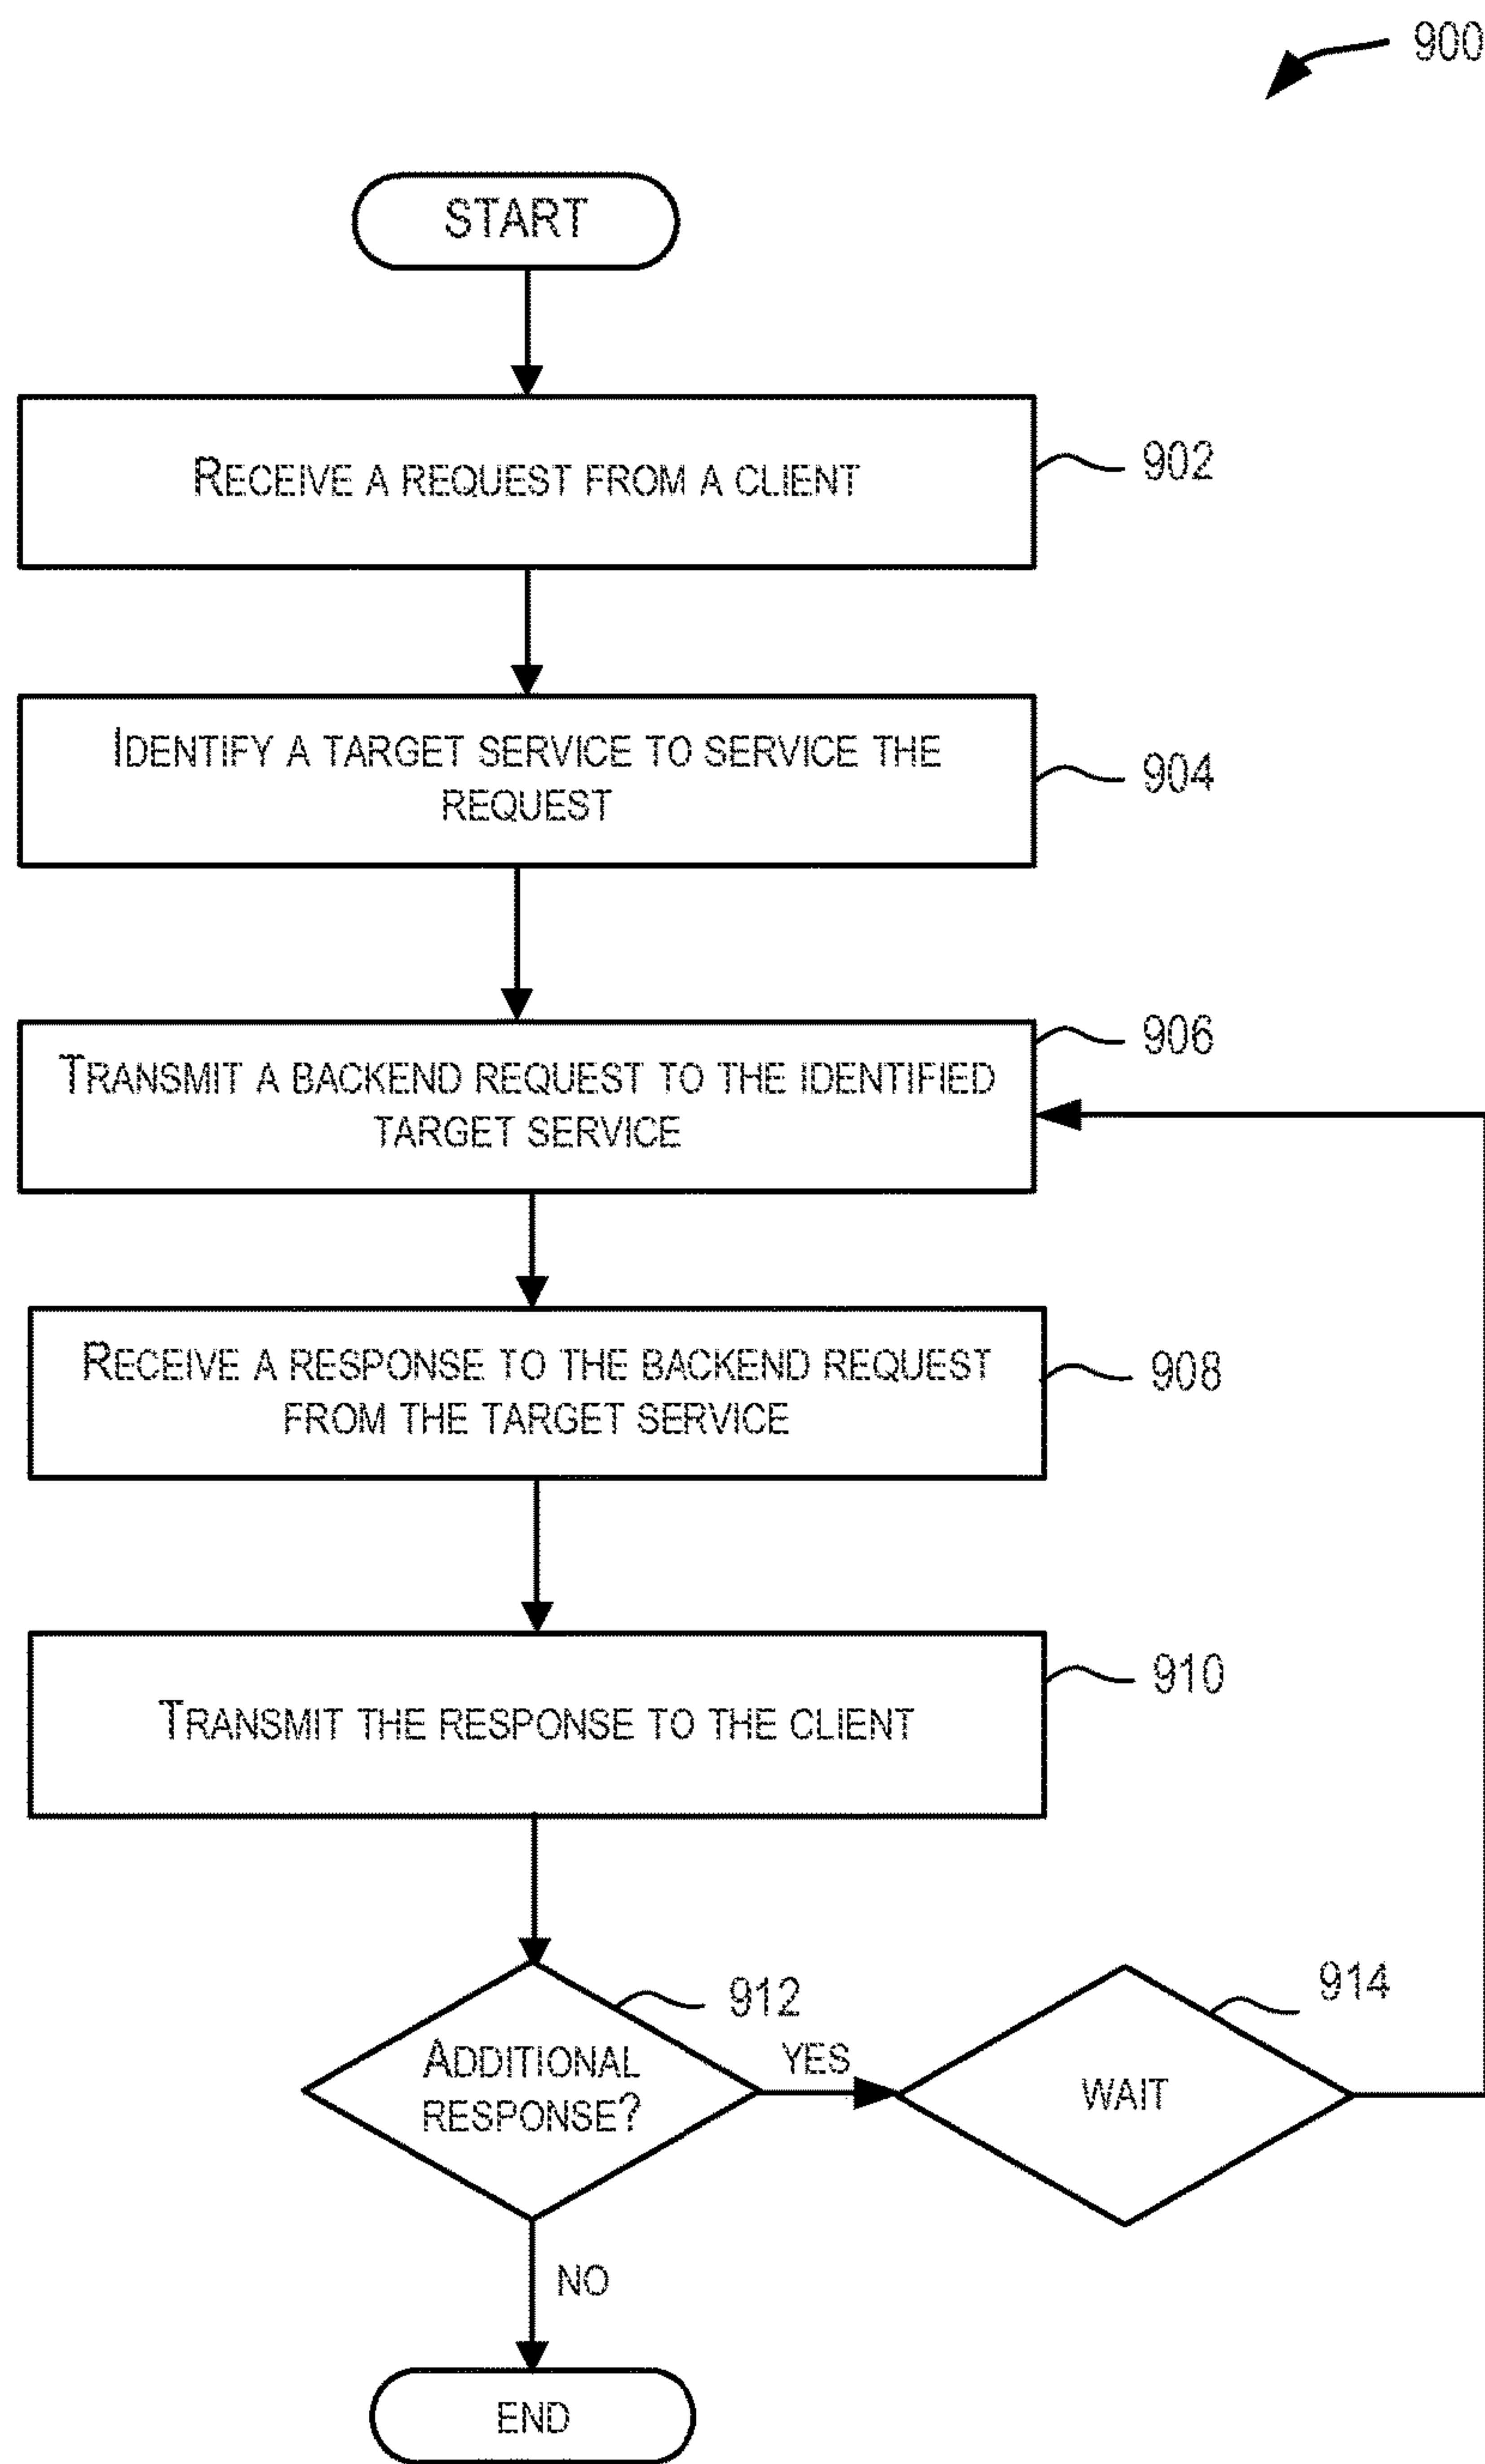 900
START
RECEIVE A REQUEST FROM A CLIENT
902
IDENTIFY A TARGET SERVICE TO SERVICE THE
REQUEST
904
906
TRANSMIT A BACKEND REQUEST TO THE IDENTIFIED
TARGET SERVICE
RECEIVE A RESPONSE TO THE BACKEND REQUEST
FROM THE TARGET SERVICE
908
910
TRANSMIT THE RESPONSE TO THE CLIENT
912
914
ADDITIONAL
RESPONSE?
YES
WAIT
NO
END